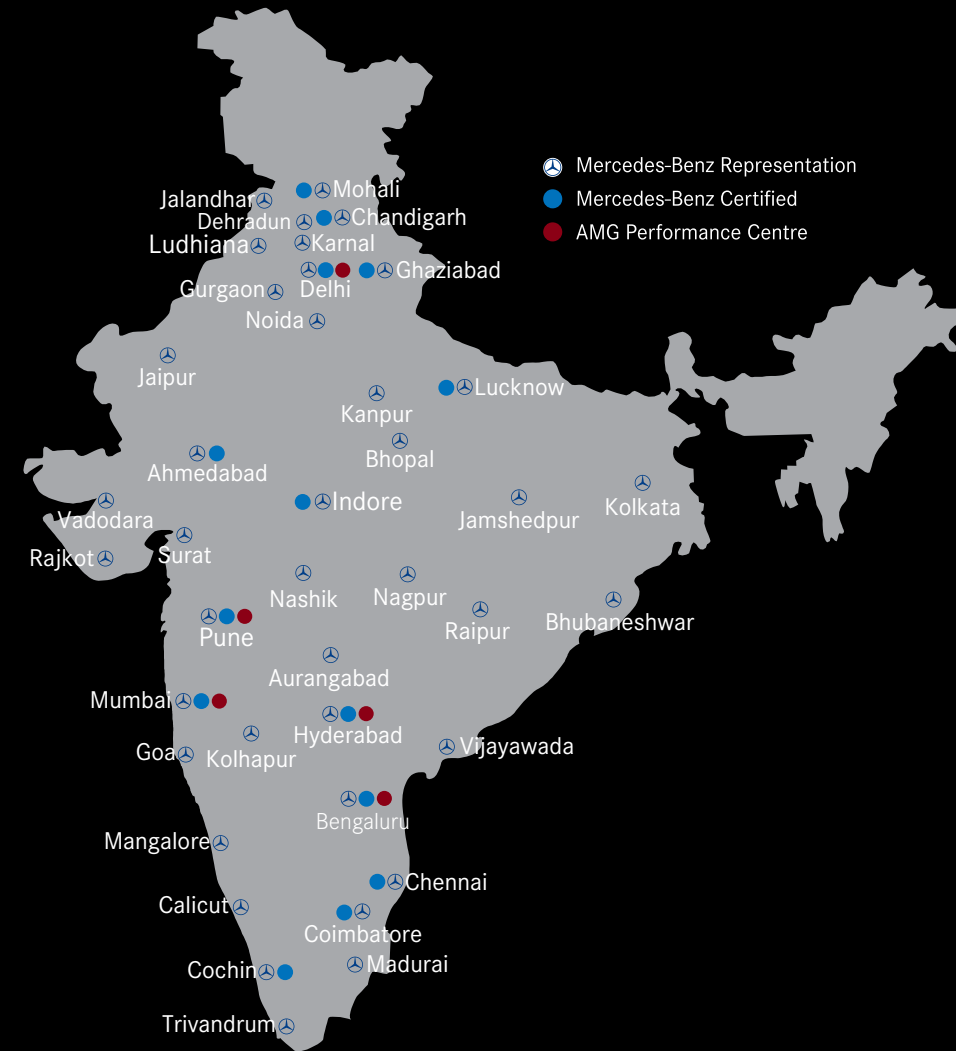 Mercedes-Benz Representation
Mercedes-Benz Certified
AMG Performance Centre
Mohali
Jalandhar
Chandigarh
Dehradun
Karnal
Ludhiana
Ghaziabad
Delhi
Gurgaon
Noida
Jaipur
Lucknow
Kanpur
Bhopal
Ahmedabad
Indore
Kolkata
Vadodara
Jamshedpur
Surat
Rajkot
Nashik
Nagpur
Bhubaneshwar
Raipur
Pune
Aurangabad
Mumbai
Hyderabad
Vijayawada
Goa
Kolhapur
Bengaluru
Mangalore
Chennai
Calicut
Coimbatore
Madurai
Cochin
Trivandrum